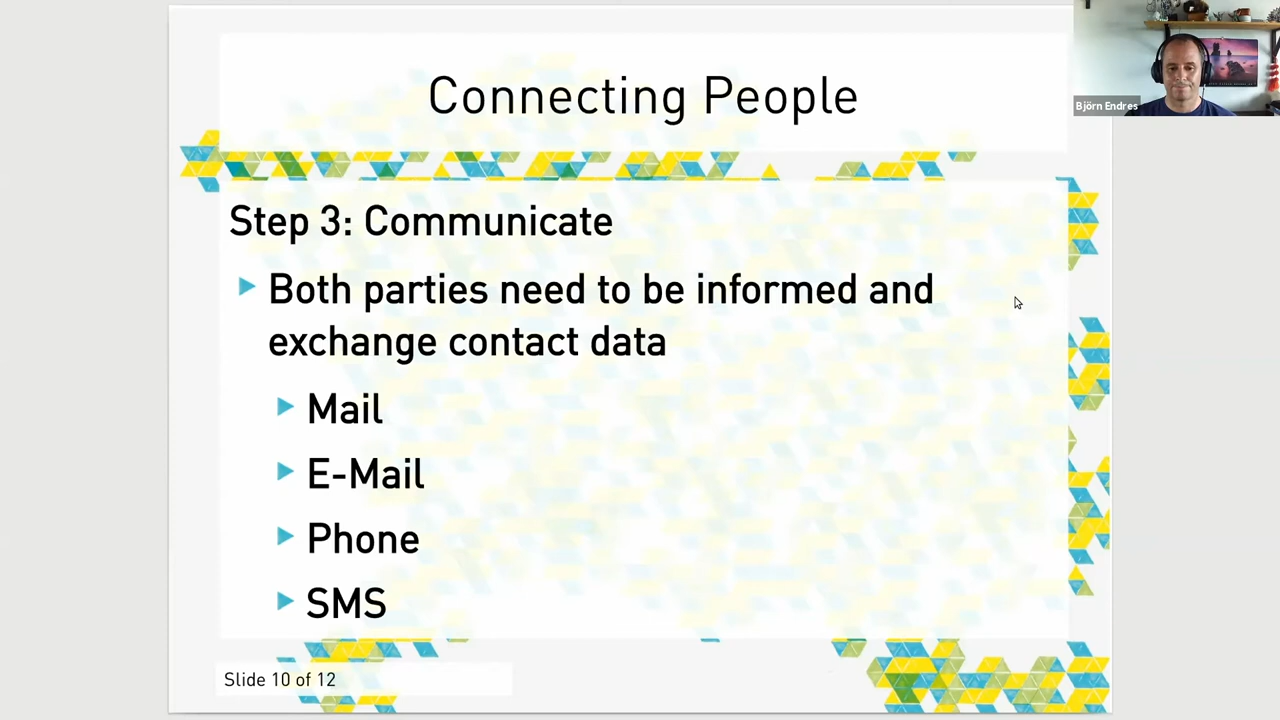 Connecting People
Björn Endres
Step 3: Communicate
Both parties need to be informed and
exchange contact data
Mail
E-Mail
Phone
SMS
Slide 10 of 12